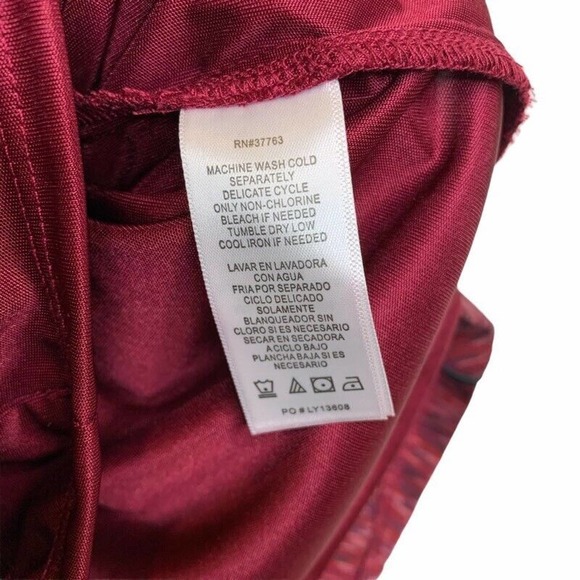 RN#37763
MACHINE WASH COLD
SEPARATELY
DELICATE CYCLE
ONLY NON-CHLORINE
BLEACH IF NEEDED
TUMBLE DRY LOW
COOL IRON IF NEEDED
LAVAR EN LAVADORA
CON AGUA
FRIA POR SEPARADO
CICLO DELICADO
SOLAMENTE
BLANQUEADOR SIN
CLORO SI ES NECESARIO
SECAR EN SECADORA
A CICLO BAJO
PLANCHA BAJA SI ES
NECESARIO
PO # LY13608